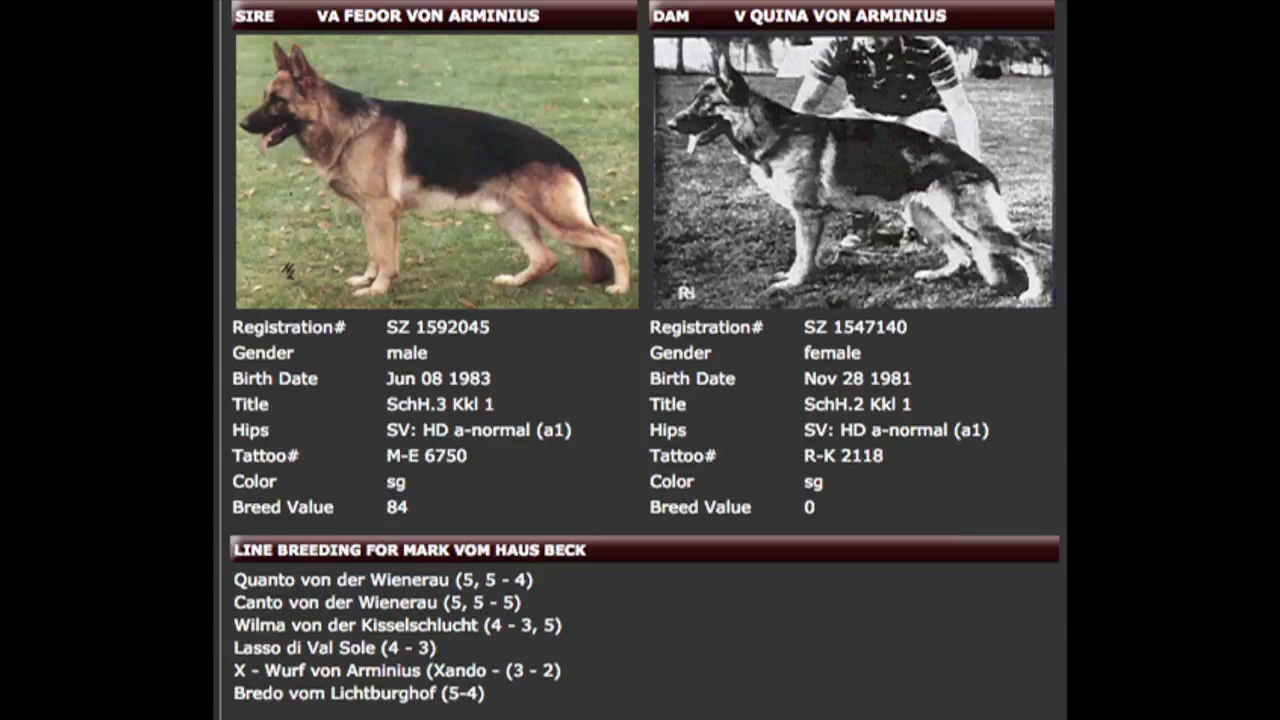 SIRE VA FEDOR VON ARMINIUS
DAM V QUINA VON ARMINIUS
Registration# SZ 1592045
Gender male
Birth Date Jun 08 1983
Title SchH.3 Kkl 1
Hips SV: HD a-normal (a1)
Tattoo# M-E 6750
Color sg
Breed Value 84
Registration# SZ 1547140
Gender female
Birth Date Nov 28 1981
Title SchH.2 Kkl 1
Hips SV: HD a-normal (a1)
Tattoo# R-K 2118
Color sg
Breed Value 0
LINE BREEDING FOR MARK VOM HAUS BECK
Quanto von der Wienerau (5, 5 - 4)
Canto von der Wienerau (5, 5 - 5)
Wilma von der Kisselschlucht (4 - 3, 5)
Lasso di Val Sole (4 - 3)
X - Wurf von Arminius (Xando - (3 - 2)
Bredo vom Lichtburghof (5-4)